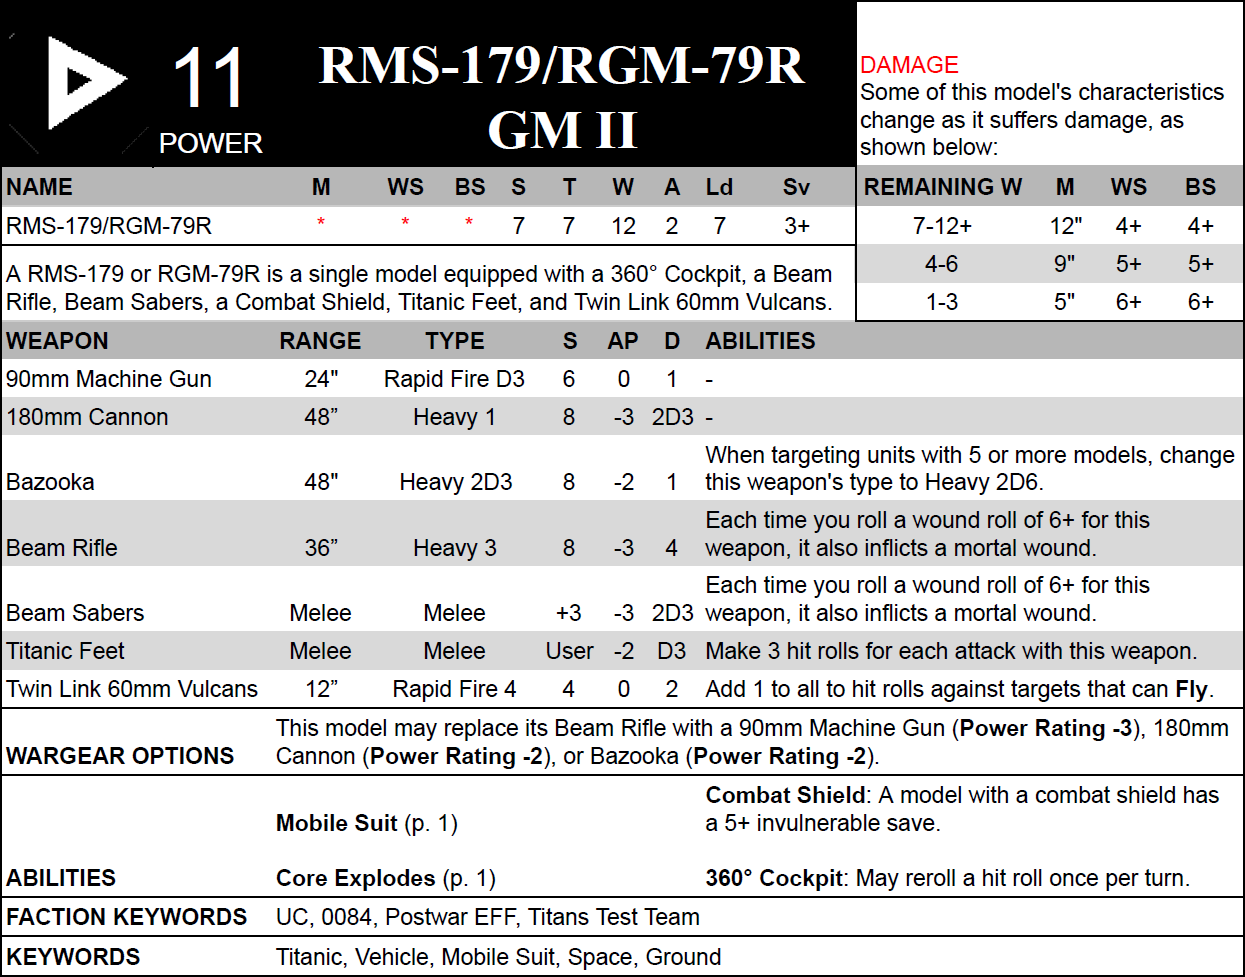 11
POWER
RMS-179/RGM-79R
GM II
DAMAGE
Some of this model's characteristics
change as it suffers damage, as
shown below:
NAME M WS BS S T W A Ld Sv
RMS-179/RGM-79R * * * 7 7 12 2 7 3+
REMAINING W M WS BS
7-12+ 12" 4+ 4+
4-6 9" 5+ 5+
1-3 5" 6+ 6+
A RMS-179 or RGM-79R is a single model equipped with a 360° Cockpit, a Beam
Rifle, Beam Sabers, a Combat Shield, Titanic Feet, and Twin Link 60mm Vulcans.
WEAPON RANGE TYPE S AP D ABILITIES
90mm Machine Gun 24" Rapid Fire D3 6 0 1 -
180mm Cannon 48” Heavy 1 8 -3 2D3 -
When targeting units with 5 or more models, change
Bazooka 48" Heavy 2D3 8 -2 1 this weapon's type to Heavy 2D6.
Each time you roll a wound roll of 6+ for this
Beam Rifle 36” Heavy 3 8 -3 4 weapon, it also inflicts a mortal wound.
Each time you roll a wound roll of 6+ for this
Beam Sabers Melee Melee +3 -3 2D3 weapon, it also inflicts a mortal wound.
Titanic Feet Melee Melee User -2 D3 Make 3 hit rolls for each attack with this weapon.
Twin Link 60mm Vulcans 12” Rapid Fire 4 4 0 2 Add 1 to all to hit rolls against targets that can Fly.
This model may replace its Beam Rifle with a 90mm Machine Gun (Power Rating -3), 180mm
WARGEAR OPTIONS Cannon (Power Rating -2), or Bazooka (Power Rating -2).
Combat Shield: A model with a combat shield has
Mobile Suit (p. 1) a 5+ invulnerable save.
ABILITIES Core Explodes (p. 1) 360° Cockpit: May reroll a hit roll once per turn.
FACTION KEYWORDS UC, 0084, Postwar EFF, Titans Test Team
KEYWORDS Titanic, Vehicle, Mobile Suit, Space, Ground